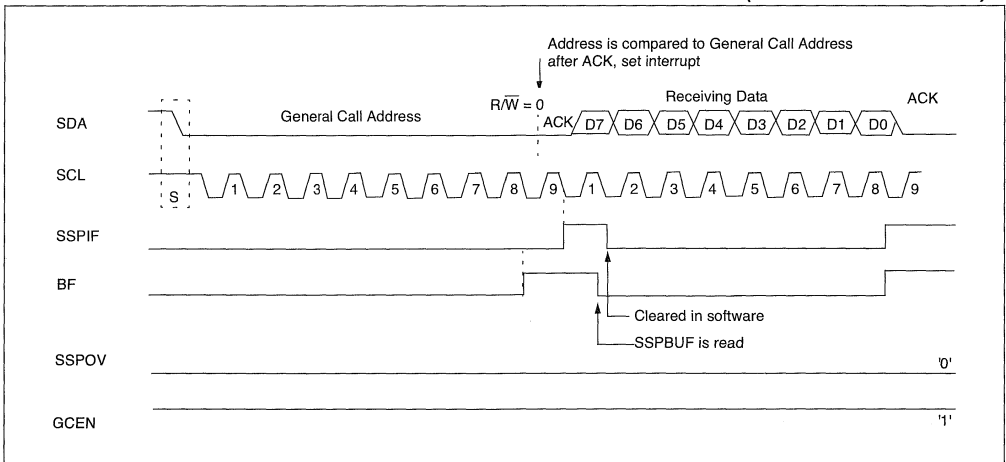 Address is compared to General Call Address
after ACK, set interrupt
R/W = 0
Receiving Data
ACK
SDA
General Call Address
ACK D7 D6 D5 D4 D3 D2 D1 D0
SCL
S
1 2 3 4 5 6 7 8 9 1 2 3 4 5 6 7 8 9
SSPIF
BF
Cleared in software
SSPBUF is read
SSPOV
'0'
GCEN
'1'